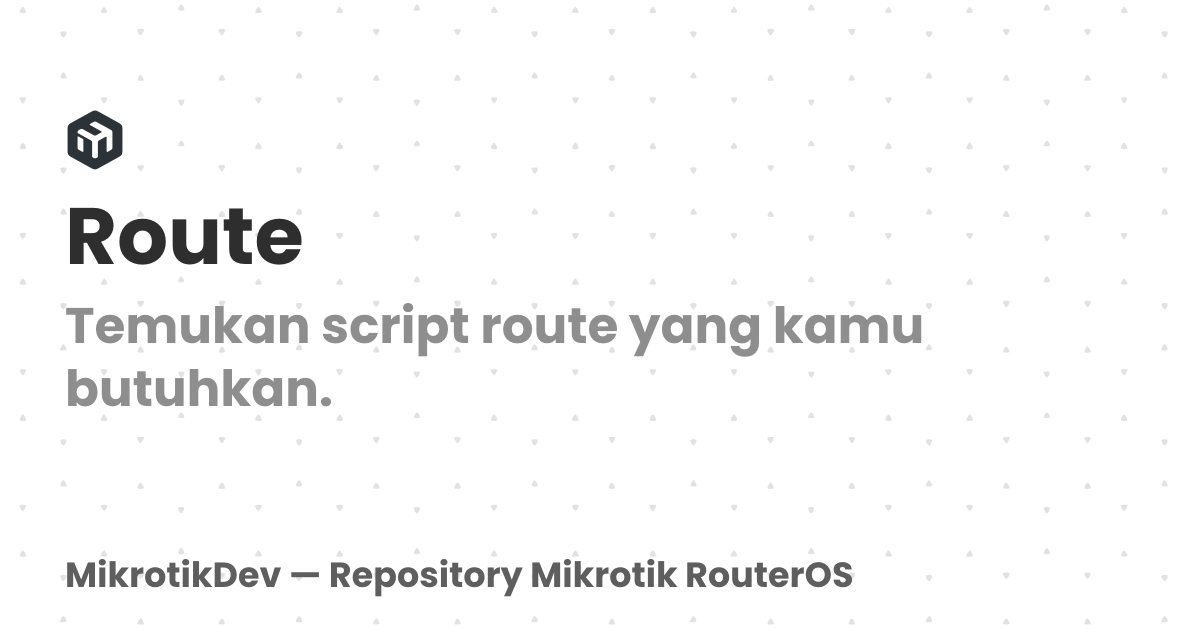 Route
Temukan script route yang kamu
butuhkan.
MikrotikDev — Repository Mikrotik RouterOS